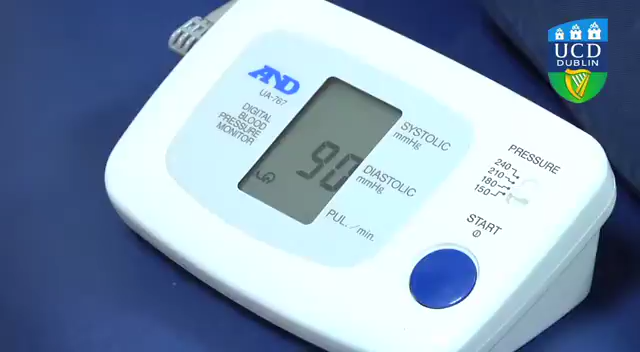 UCD
DUBLIN
AND
UA-767
DIGITAL
BLOOD
PRESSURE
MONITOR
SYSTOLIC
mmHg
90
DIASTOLIC
mmHg
PUL./min.
PRESSURE
240
210
180
150
START